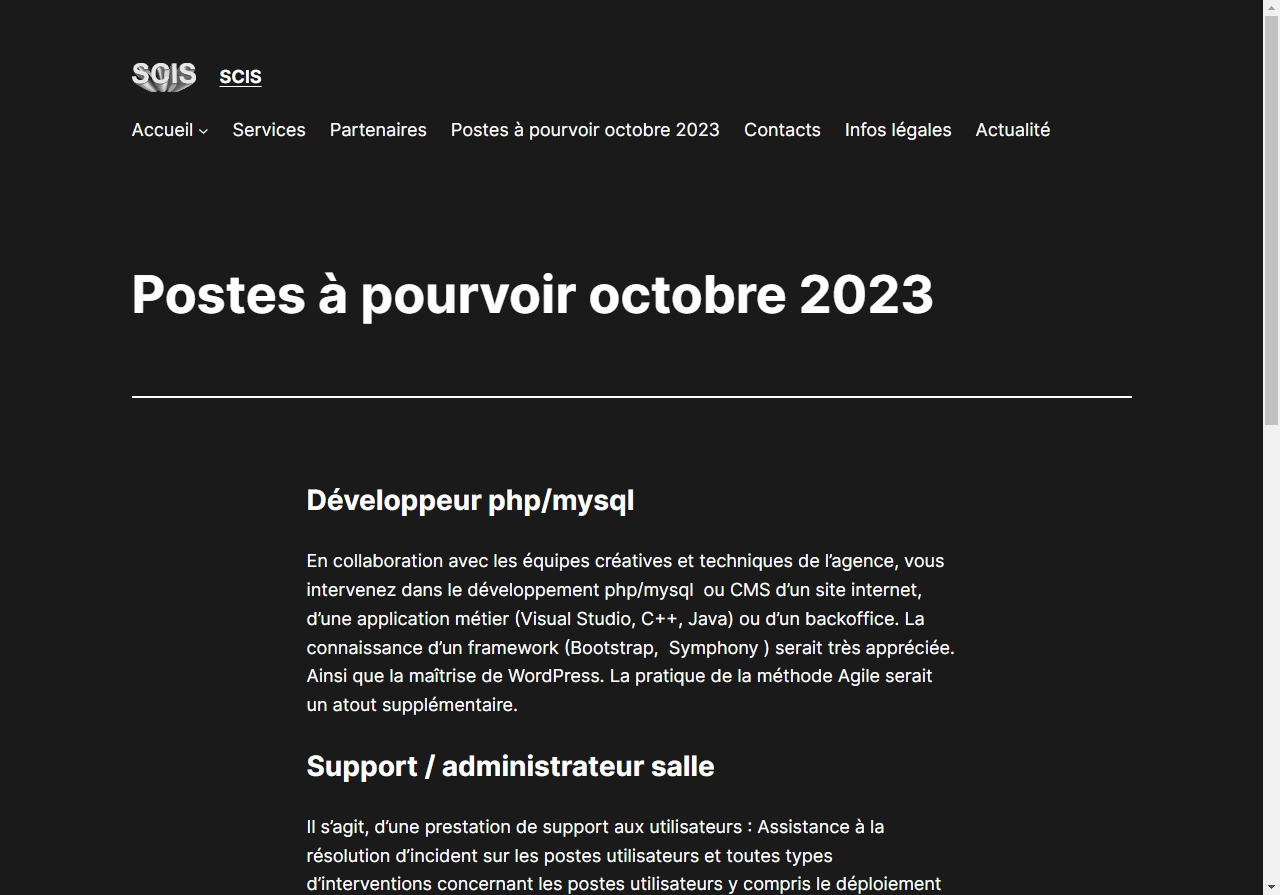 SCIS SCIS
Accueil Services Partenaires Postes à pourvoir octobre 2023 Contacts Infos légales Actualité
Postes à pourvoir octobre 2023
Développeur php/mysql
En collaboration avec les équipes créatives et techniques de l’agence, vous
intervenez dans le développement php/mysql  ou CMS d’un site internet,
d’une application métier (Visual Studio, C++, Java) ou d’un backoffice. La
connaissance d’un framework (Bootstrap,  Symphony ) serait très appréciée.
Ainsi que la maîtrise de WordPress. La pratique de la méthode Agile serait
un atout supplémentaire.
Support / administrateur salle
Il s’agit, d’une prestation de support aux utilisateurs : Assistance à la
résolution d’incident sur les postes utilisateurs et toutes types
d’interventions concernant les postes utilisateurs y compris le déploiement